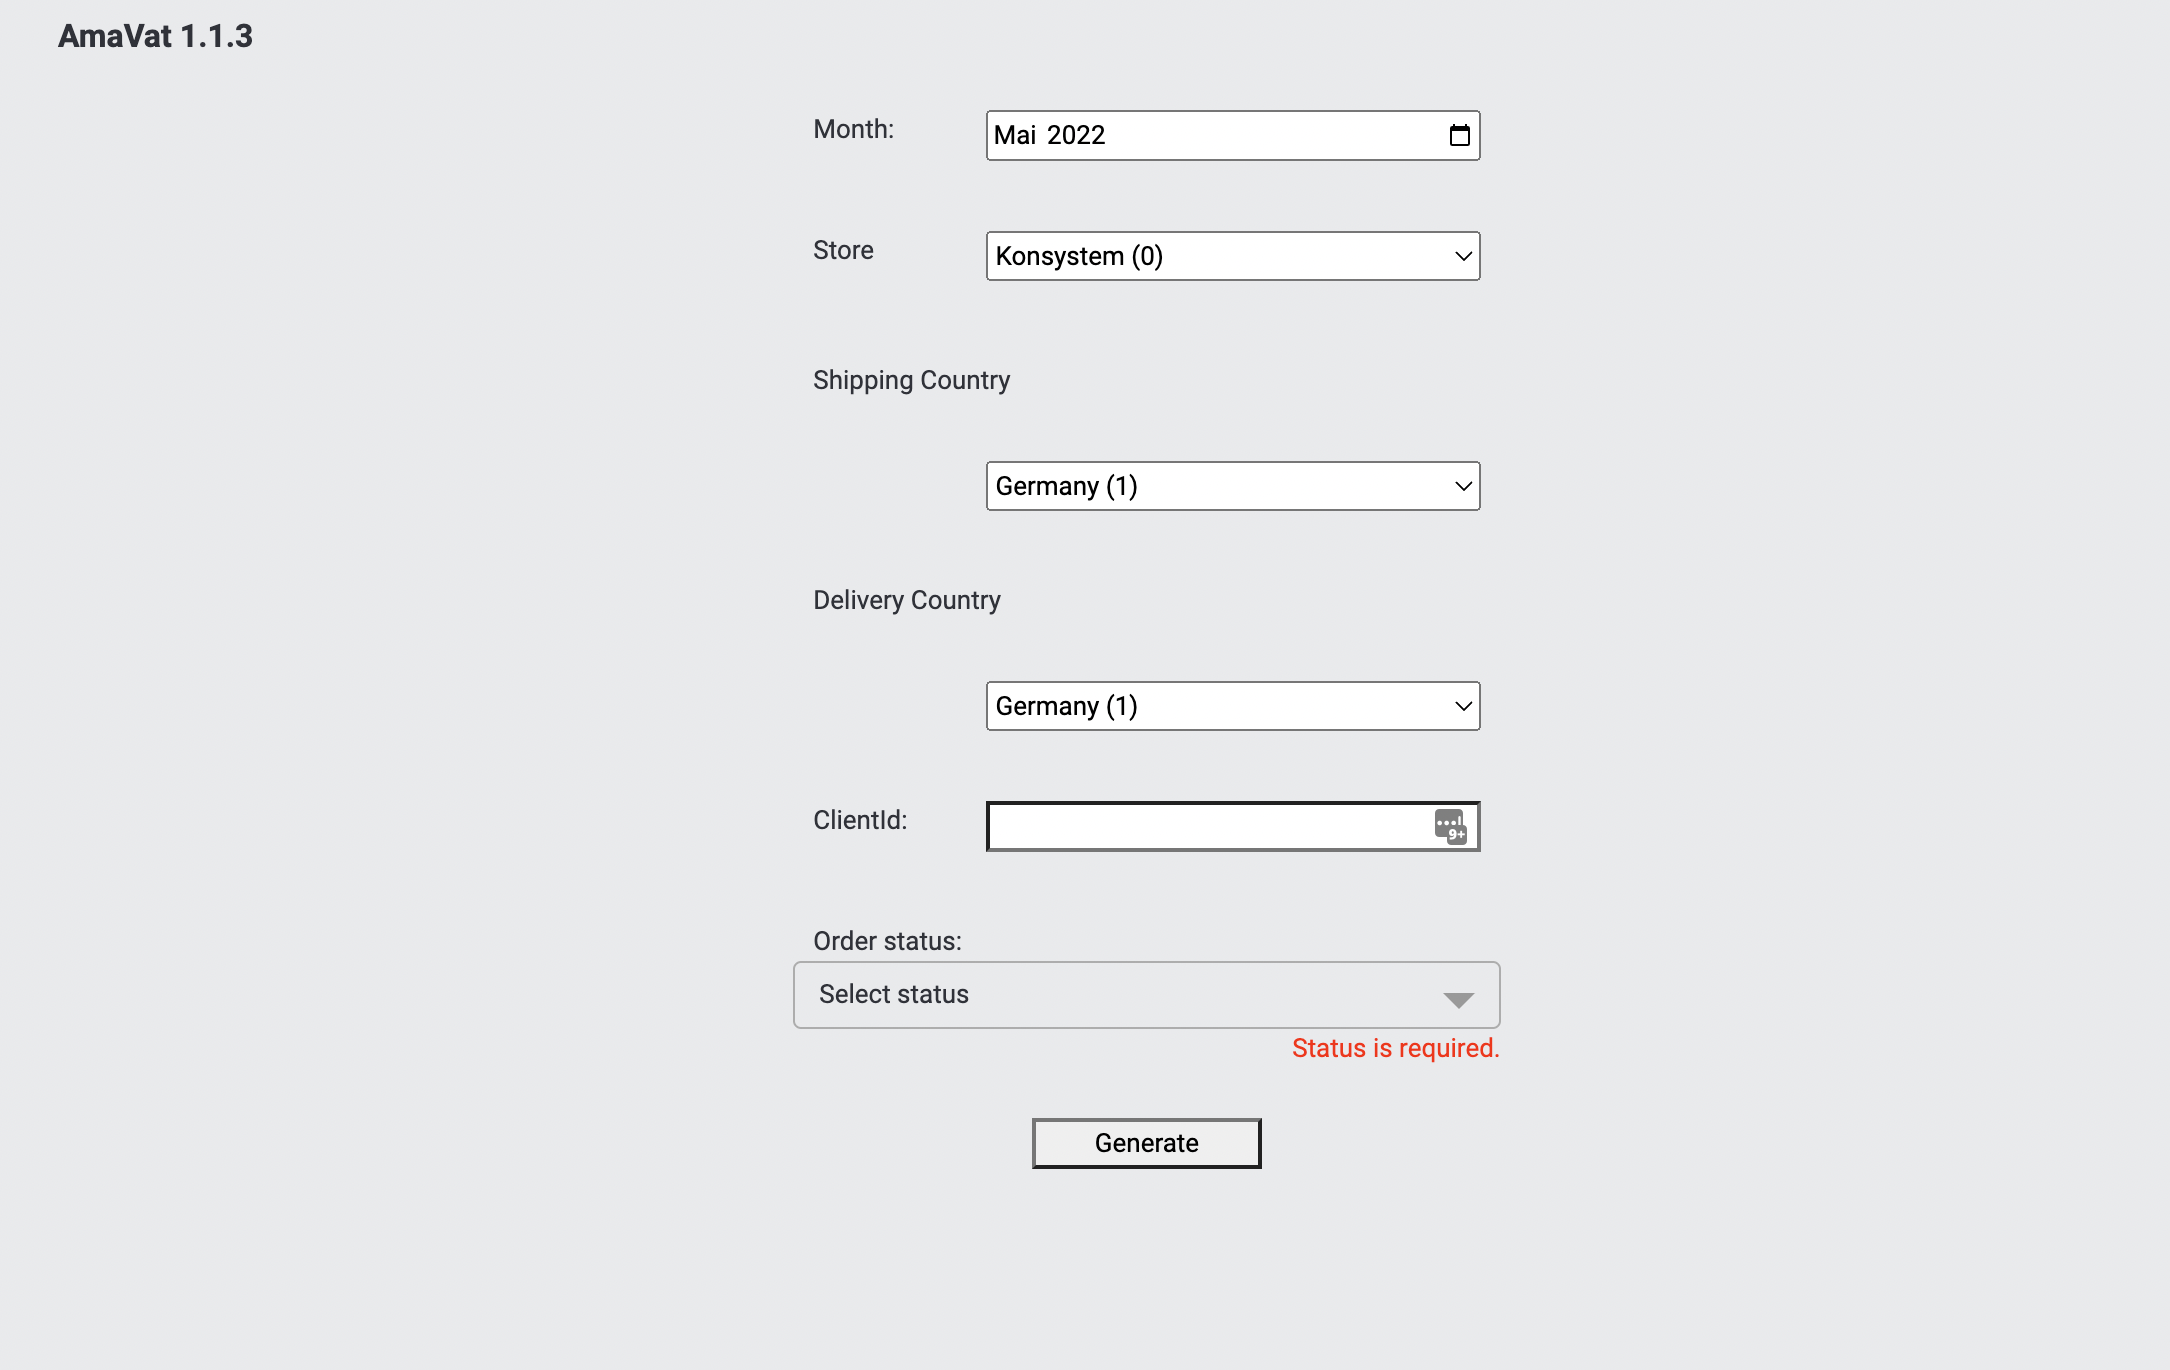 AmaVat 1.1.3
Month:
Mai 2022
Store
Konsystem (0)
Shipping Country
Germany (1)
Delivery Country
Germany (1)
ClientId:
9+
Order status:
Select status
Status is required.
Generate